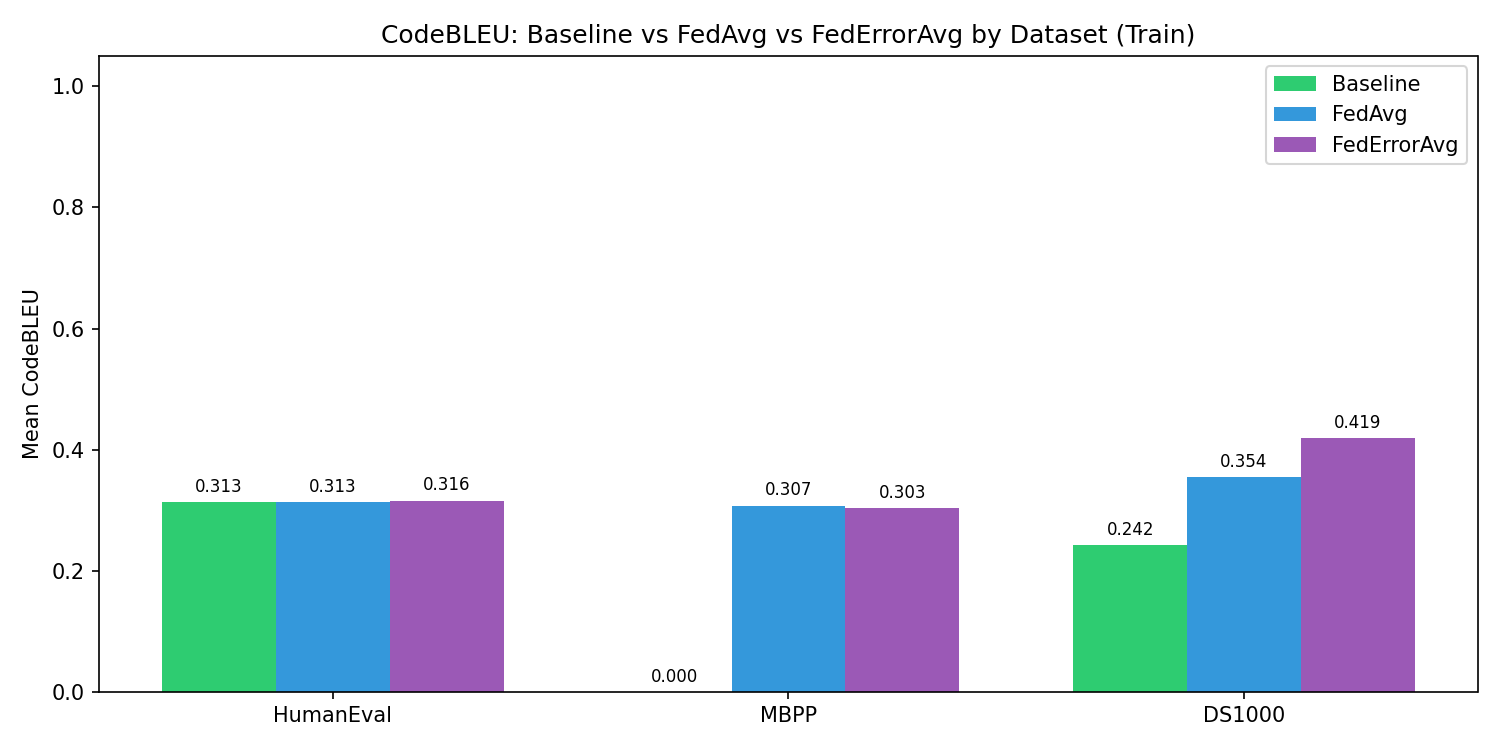 CodeBLEU: Baseline vs FedAvg vs FedErrorAvg by Dataset (Train)
Mean CodeBLEU
1.0
0.8
0.6
0.4
0.2
0.0
Baseline
FedAvg
FedErrorAvg
0.313
0.313
0.316
0.000
0.307
0.303
0.242
0.354
0.419
HumanEval
MBPP
DS1000